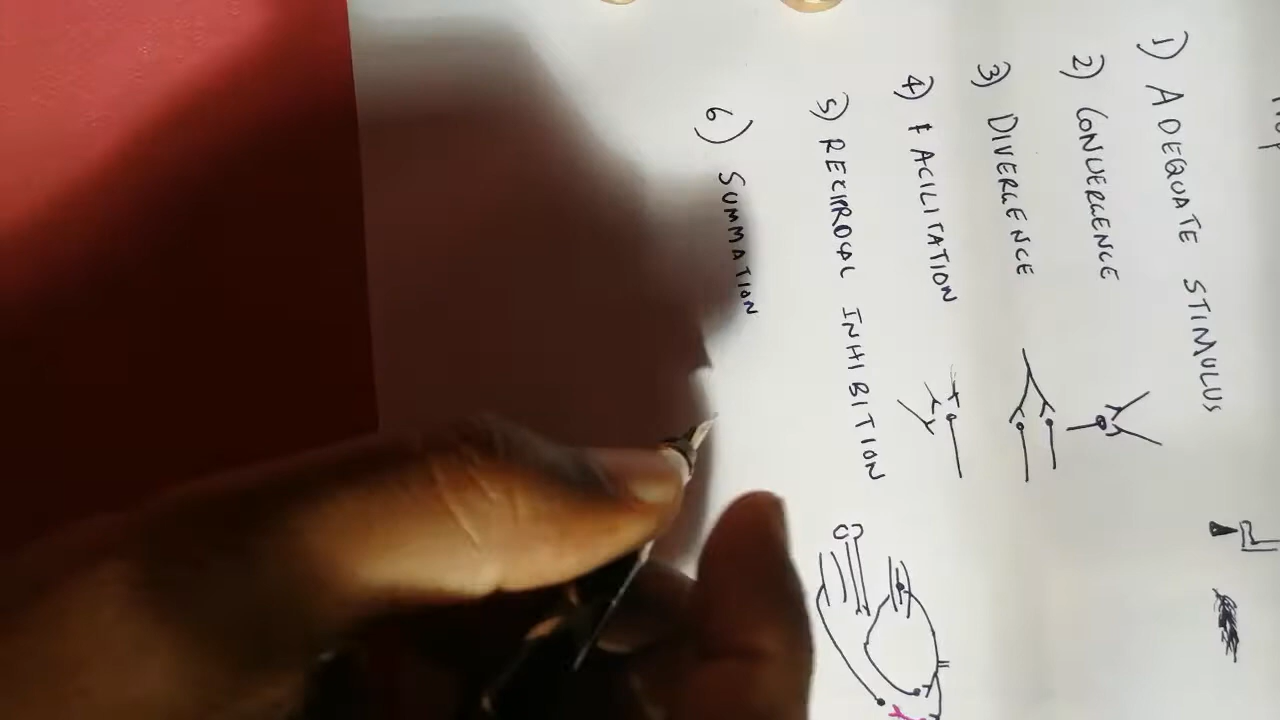 1) ADEQUATE STIMULUS
2) CONVERGENCE
3) DIVERGENCE
4) FACILITATION
5) RECIPROCAL INHIBITION
6) SUMMATION